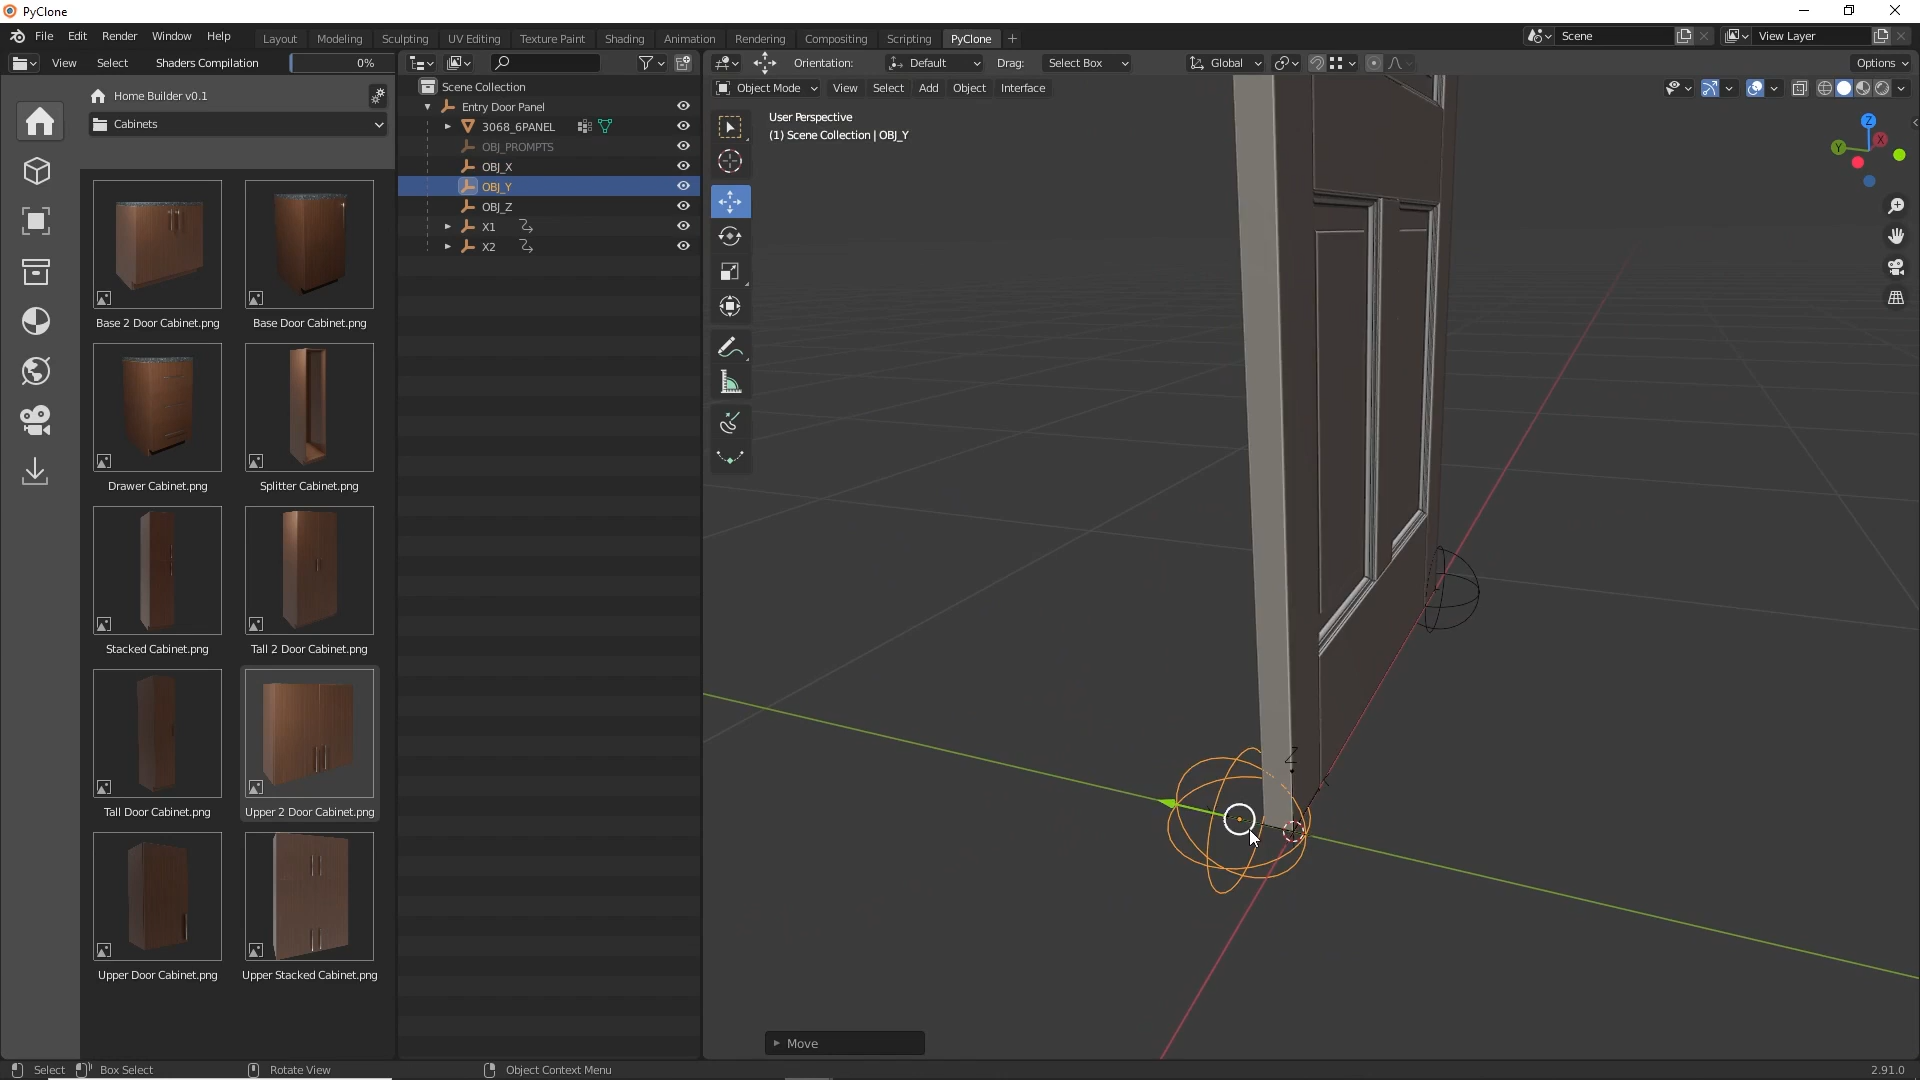 PyClone
File Edit Render Window Help
Layout Modeling Sculpting UV Editing Texture Paint Shading Animation Rendering Compositing Scripting PyClone
Scene
View Layer
View Select Shaders Compilation 0%
Orientation: Default Drag: Select Box Global Options
Home Builder v0.1
Cabinets
Scene Collection
Entry Door Panel
3068_6PANEL
OBJ_PROMPTS
OBJ_X
OBJ_Y
OBJ_Z
X1
X2
Object Mode View Select Add Object Interface
User Perspective
(1) Scene Collection | OBJ_Y
Z
X
Y
Base 2 Door Cabinet.png
Base Door Cabinet.png
Drawer Cabinet.png
Splitter Cabinet.png
Stacked Cabinet.png
Tall 2 Door Cabinet.png
Tall Door Cabinet.png
Upper 2 Door Cabinet.png
Upper Door Cabinet.png
Upper Stacked Cabinet.png
Z
X
Move
Select Box Select Rotate View Object Context Menu 2.91.0